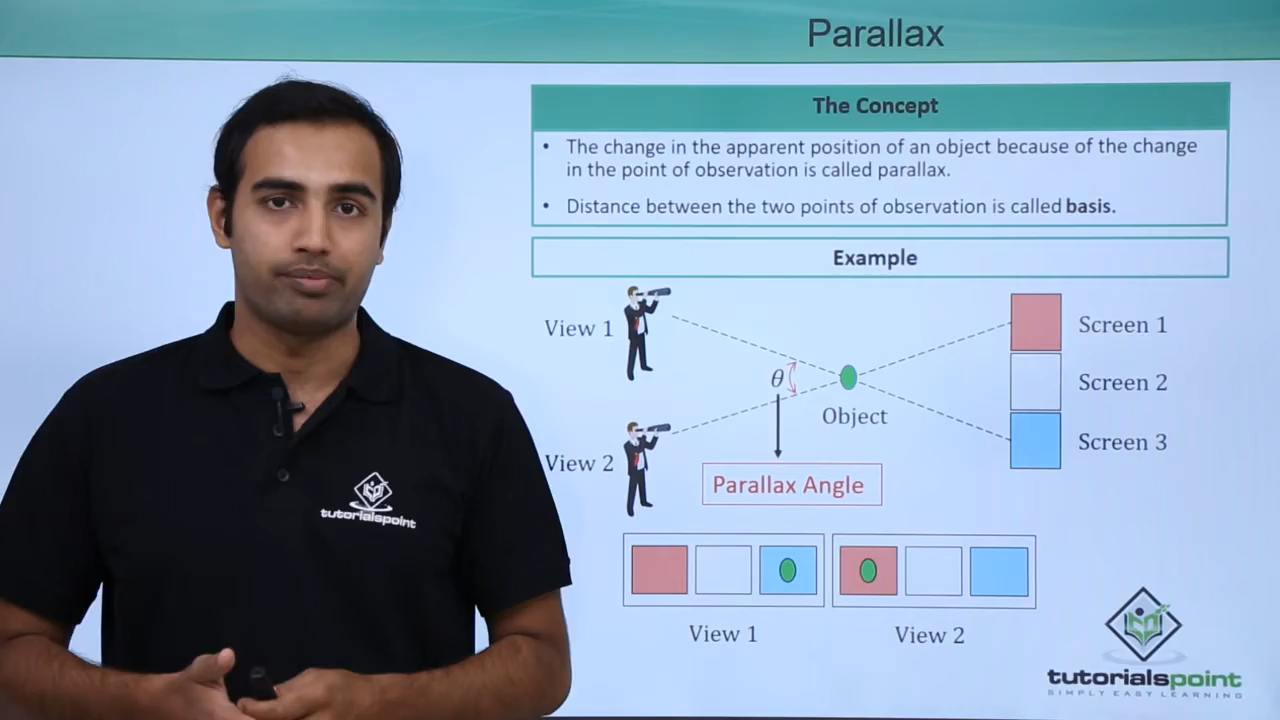 Parallax
The Concept
• The change in the apparent position of an object because of the change
in the point of observation is called parallax.
• Distance between the two points of observation is called basis.
Example
View 1
Screen 1
θ
Screen 2
Object
View 2
Screen 3
Parallax Angle
View 1
View 2
tutorialspoint
tutorialspoint
SIMPLY EASY LEARNING